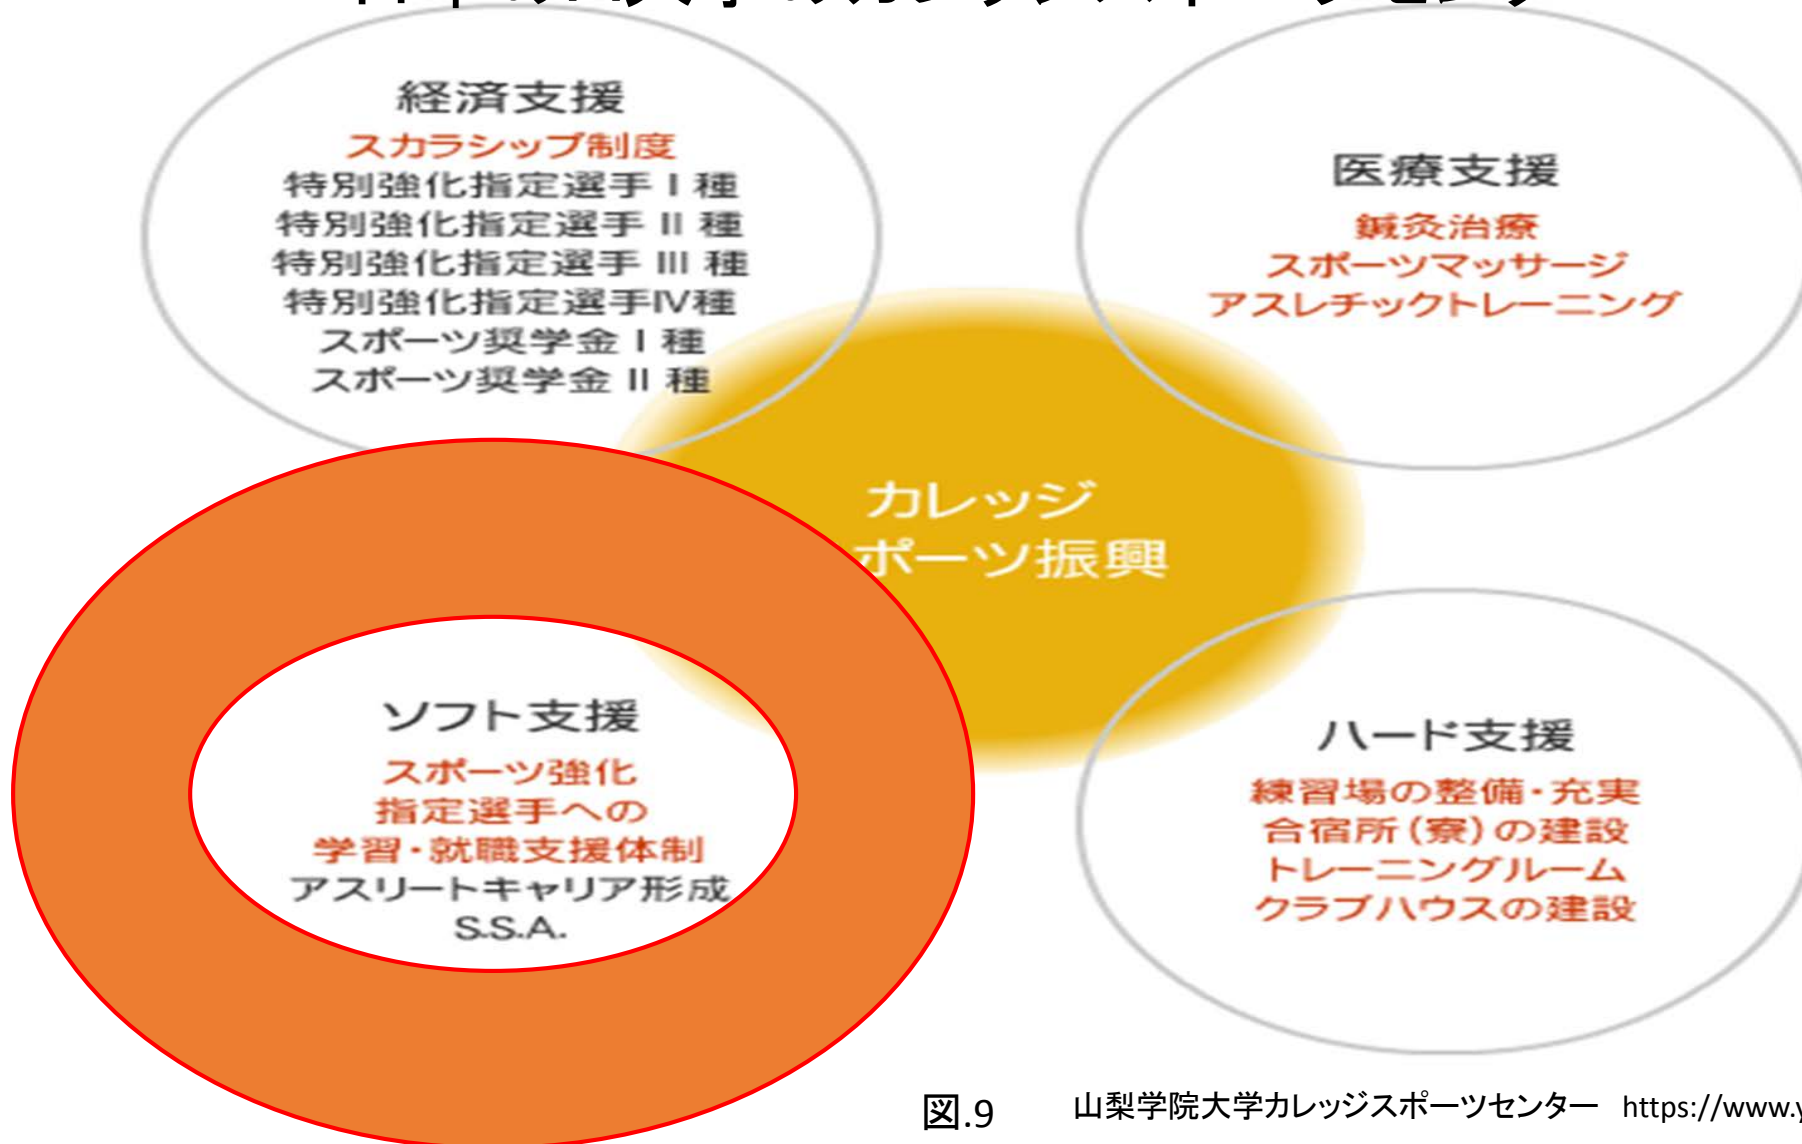 経済支援
スカラシップ制度
特別強化指定選手 I 種
特別強化指定選手 II 種
特別強化指定選手 III 種
特別強化指定選手IV種
スポーツ奨学金 I 種
スポーツ奨学金 II 種
医療支援
鍼灸治療
スポーツマッサージ
アスレチックトレーニング
カレッジ
ポーツ振興
ソフト支援
スポーツ強化
指定選手への
学習・就職支援体制
アスリートキャリア形成
S.S.A.
ハード支援
練習場の整備・充実
合宿所(寮)の建設
トレーニングルーム
クラブハウスの建設
図.9 山梨学院大学カレッジスポーツセンター https://www.y